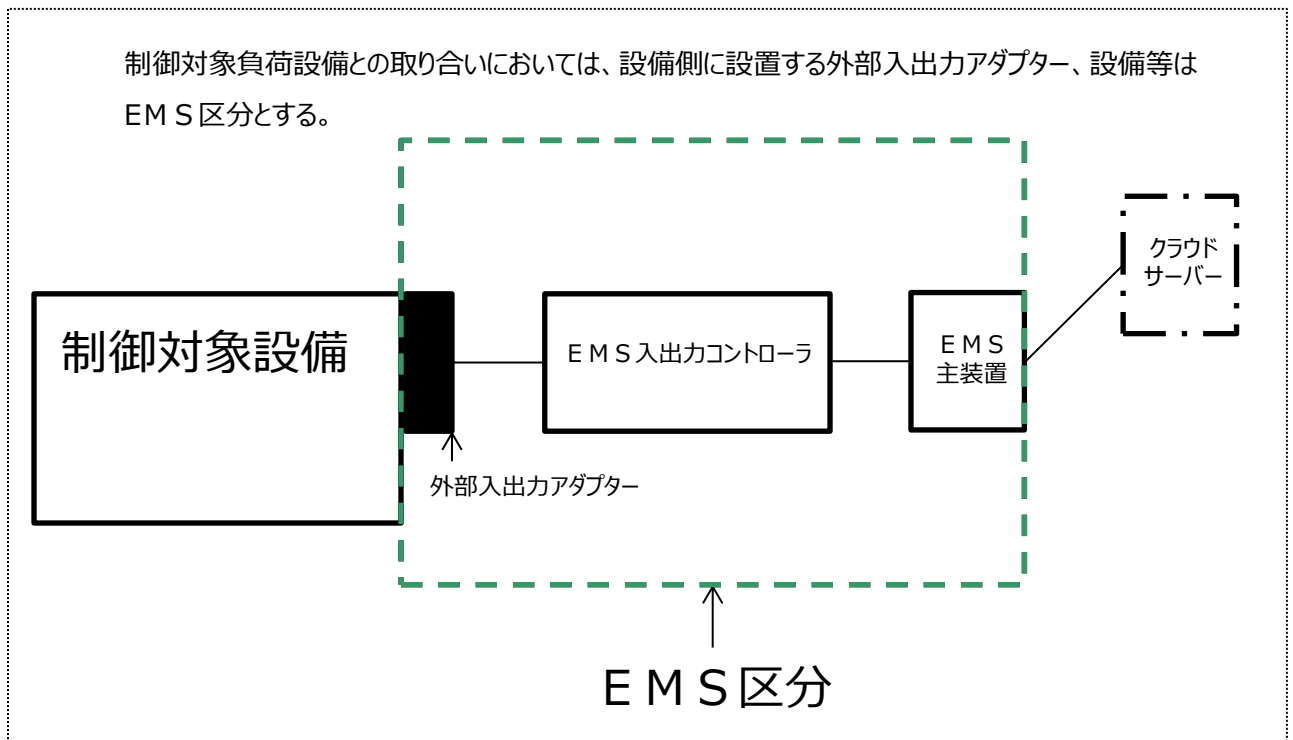 制御対象負荷設備との取り合いにおいては、設備側に設置する外部入出力アダプター、設備等は
ＥＭＳ区分とする。
クラウド
サーバー
制御対象設備
ＥＭＳ入出力コントローラ
ＥＭＳ
主装置
外部入出力アダプター
ＥＭＳ区分